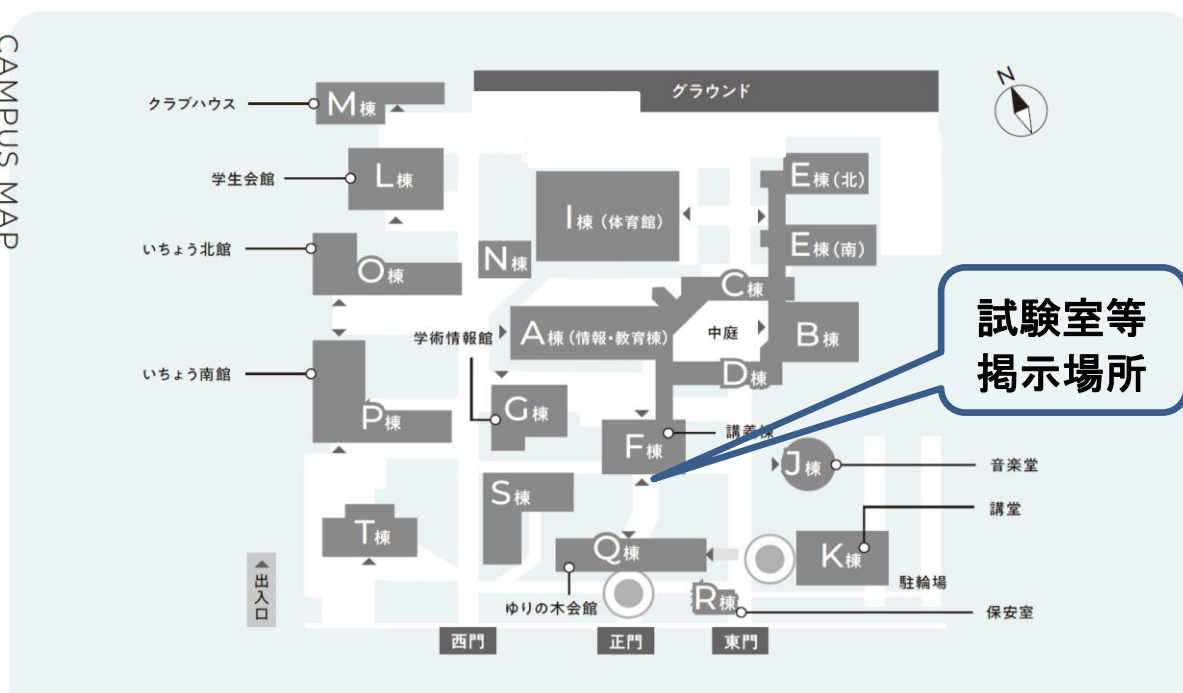 CAMPUS MAP
グラウンド
N
クラブハウス
M棟
学生会館
L棟
E棟(北)
I棟(体育館)
いちょう北館
O棟
N棟
E棟(南)
C棟
試験室等
掲示場所
学術情報館
A棟(情報・教育棟)
中庭
B棟
いちょう南館
D棟
P棟
G棟
F棟
講義棟
J棟
音楽堂
S棟
講堂
T棟
Q棟
K棟
駐輪場
出入口
ゆりの木会館
R棟
保安室
西門
正門
東門